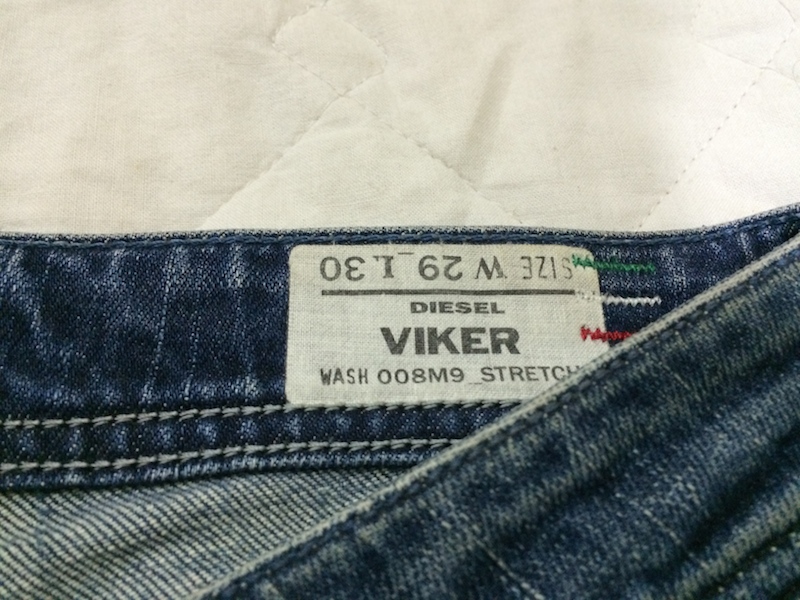 SIZE W 29_L 30
DIESEL
VIKER
WASH 008M9_STRETCH